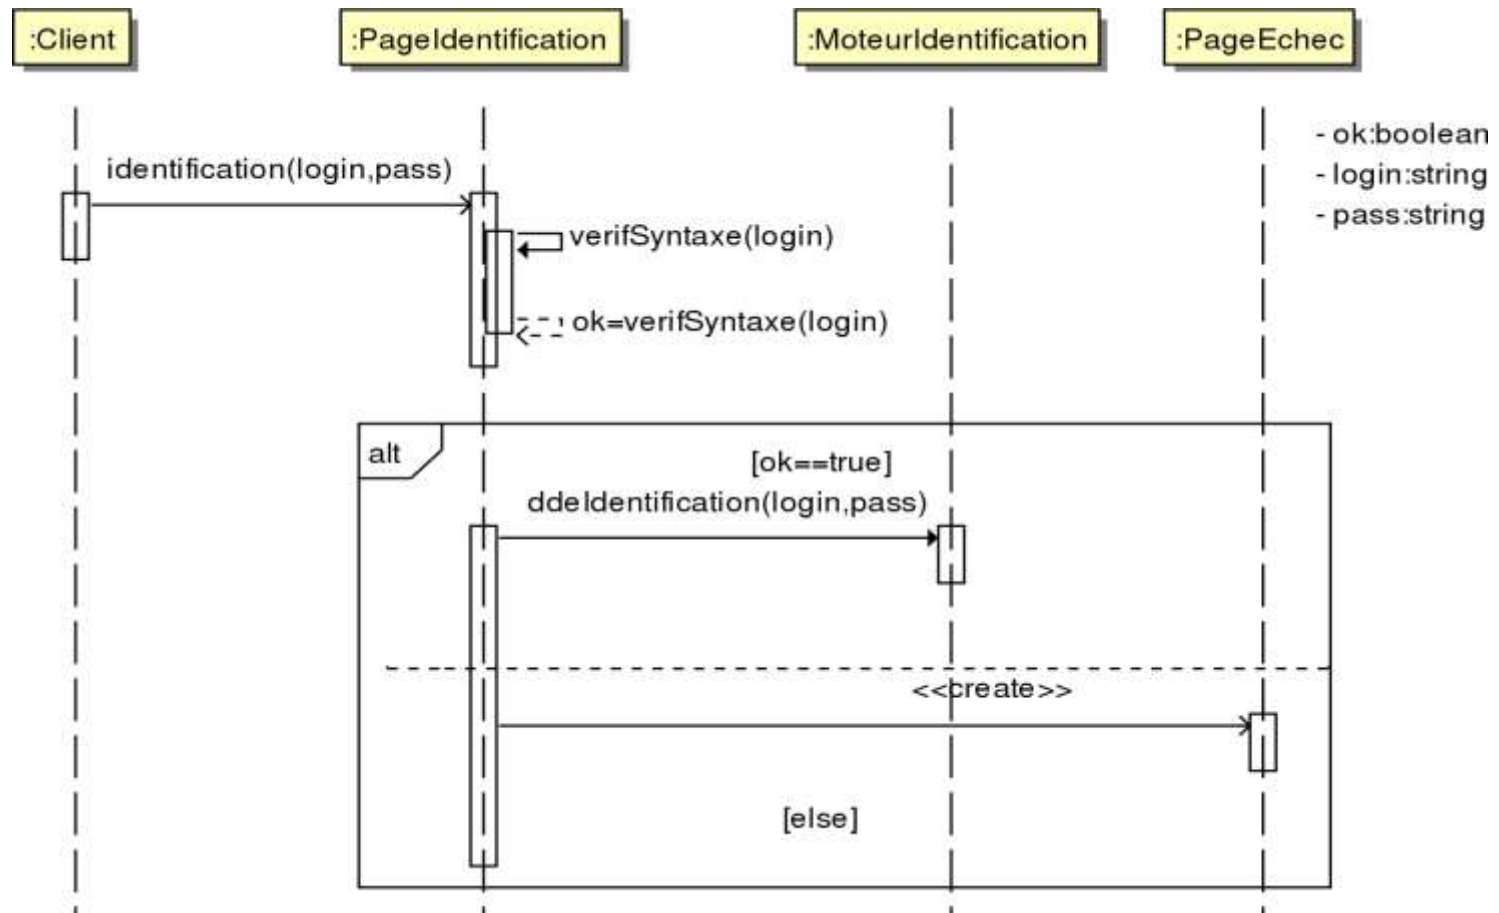 :Client
:PageIdentification
:MoteurIdentification
:PageEchec
- ok:boolean
- login:string
- pass:string
identification(login,pass)
verifSyntaxe(login)
ok=verifSyntaxe(login)
alt
[ok==true]
ddeIdentification(login,pass)
<<create>>
[else]